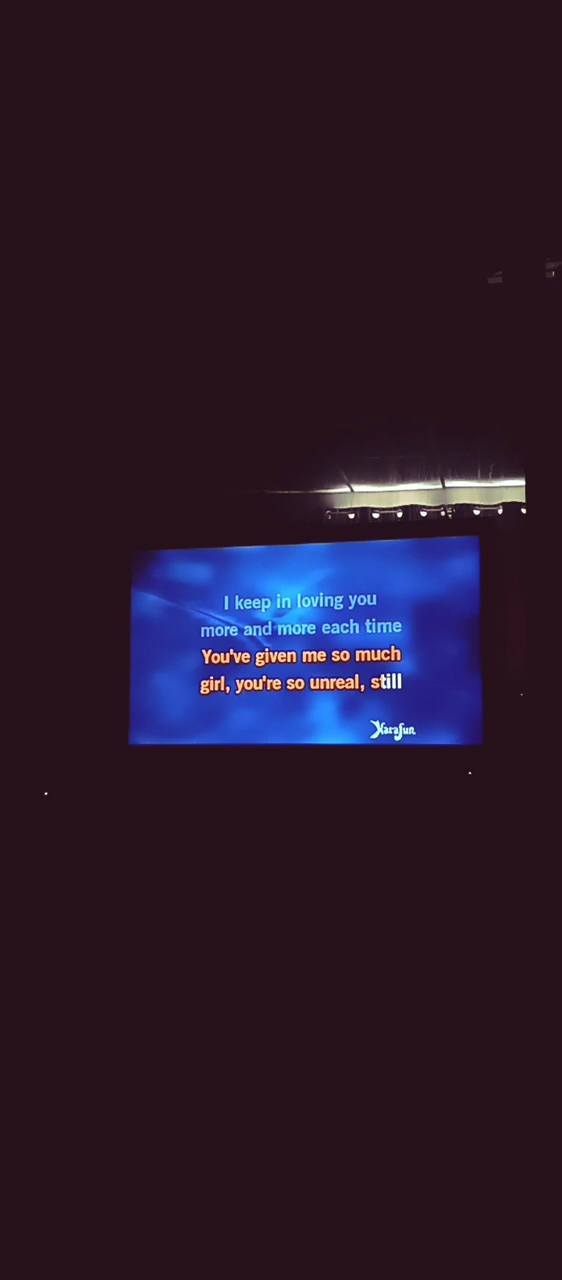 I keep in loving you
more and more each time
You've given me so much
girl, you're so unreal, still
KaraFun